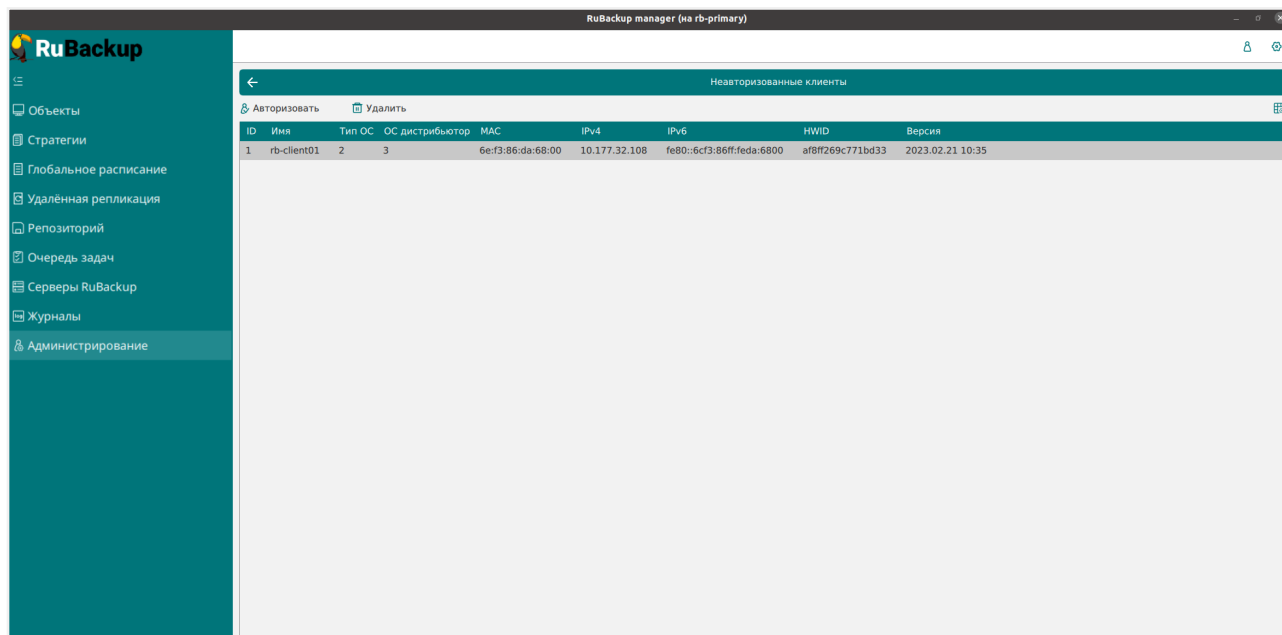 RuBackup manager (на rb-primary)
RuBackup
Объекты
Стратегии
Глобальное расписание
Удалённая репликация
Репозиторий
Очередь задач
Серверы RuBackup
Журналы
Администрирование
Неавторизованные клиенты
Авторизовать Удалить
ID Имя Тип ОС ОС дистрибьютор MAC IPv4 IPv6 HWID Версия
1 rb-client01 2 3 6e:f3:86:da:68:00 10.177.32.108 fe80::6cf3:86ff:feda:6800 af8ff269c771bd33 2023.02.21 10:35